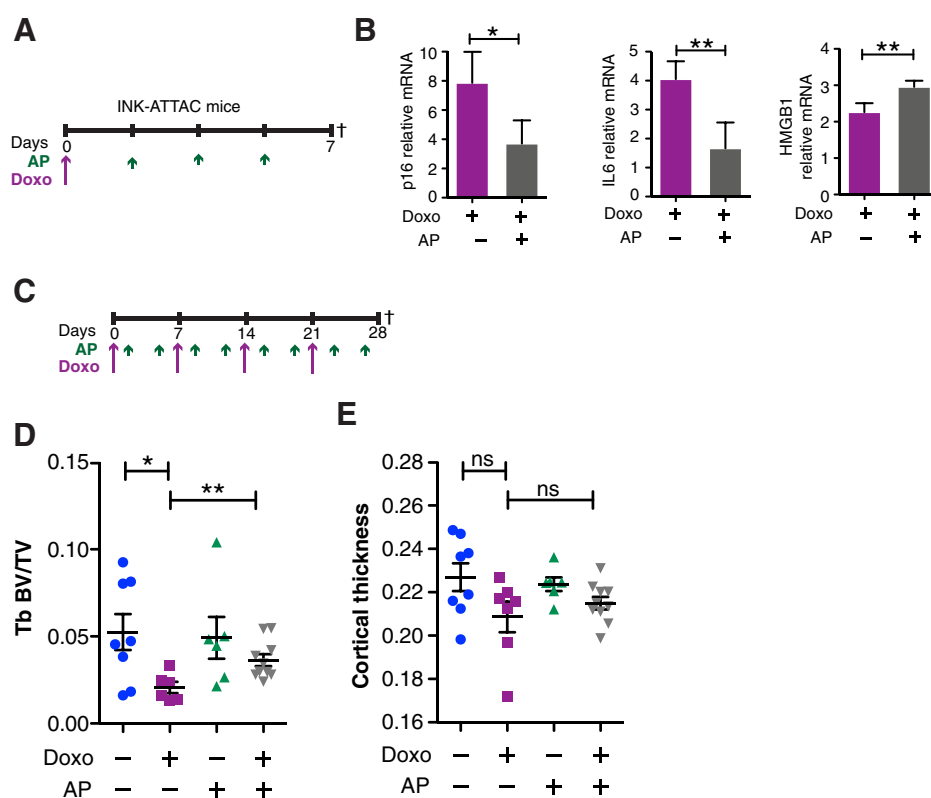 A
INK-ATTAC mice
†
Days 0 7
AP
Doxo
B
p16 relative mRNA
10
8
6
4
2
0
*
Doxo + +
AP – +
IL6 relative mRNA
5
4
3
2
1
0
**
Doxo + +
AP – +
HMGB1
relative mRNA
4
3
2
1
0
**
Doxo + +
AP – +
C
†
Days 0 7 14 21 28
AP
Doxo
D
Tb BV/TV
0.15
0.10
0.05
0.00
*
**
Doxo – + – +
AP – – + +
E
Cortical thickness
0.28
0.26
0.24
0.22
0.20
0.18
0.16
ns
ns
– + – +
– – + +